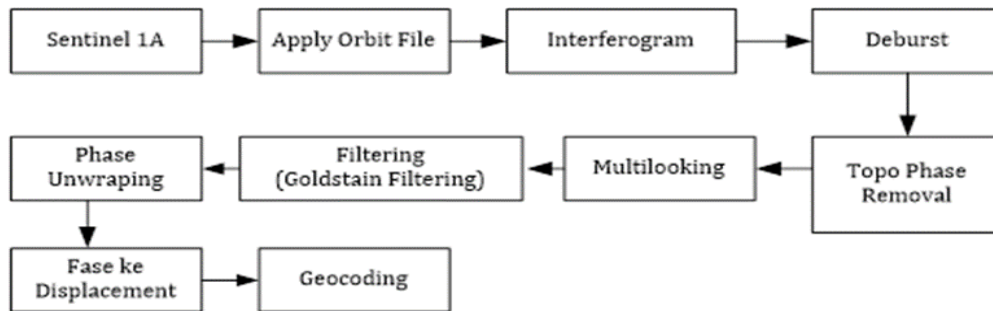 Sentinel 1A
Apply Orbit File
Interferogram
Deburst
Topo Phase
Removal
Multilooking
Filtering
(Goldstain Filtering)
Phase
Unwraping
Fase ke
Displacement
Geocoding